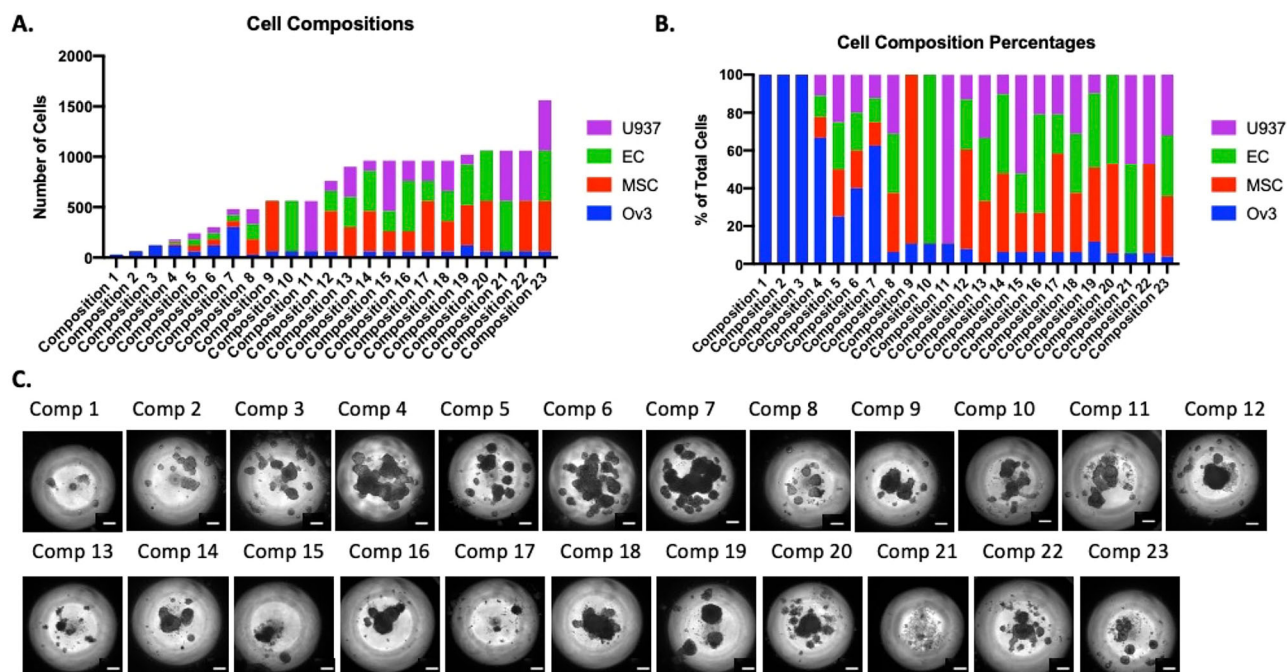 A.
Cell Compositions
Number of Cells
2000
1500
1000
500
0
U937
EC
MSC
Ov3
Composition 1
Composition 2
Composition 3
Composition 4
Composition 5
Composition 6
Composition 7
Composition 8
Composition 9
Composition 10
Composition 11
Composition 12
Composition 13
Composition 14
Composition 15
Composition 16
Composition 17
Composition 18
Composition 19
Composition 20
Composition 21
Composition 22
Composition 23
B.
Cell Composition Percentages
% of Total Cells
100
80
60
40
20
0
U937
EC
MSC
Ov3
Composition 1
Composition 2
Composition 3
Composition 4
Composition 5
Composition 6
Composition 7
Composition 8
Composition 9
Composition 10
Composition 11
Composition 12
Composition 13
Composition 14
Composition 15
Composition 16
Composition 17
Composition 18
Composition 19
Composition 20
Composition 21
Composition 22
Composition 23
C.
Comp 1 Comp 2 Comp 3 Comp 4 Comp 5 Comp 6 Comp 7 Comp 8 Comp 9 Comp 10 Comp 11 Comp 12
Comp 13 Comp 14 Comp 15 Comp 16 Comp 17 Comp 18 Comp 19 Comp 20 Comp 21 Comp 22 Comp 23